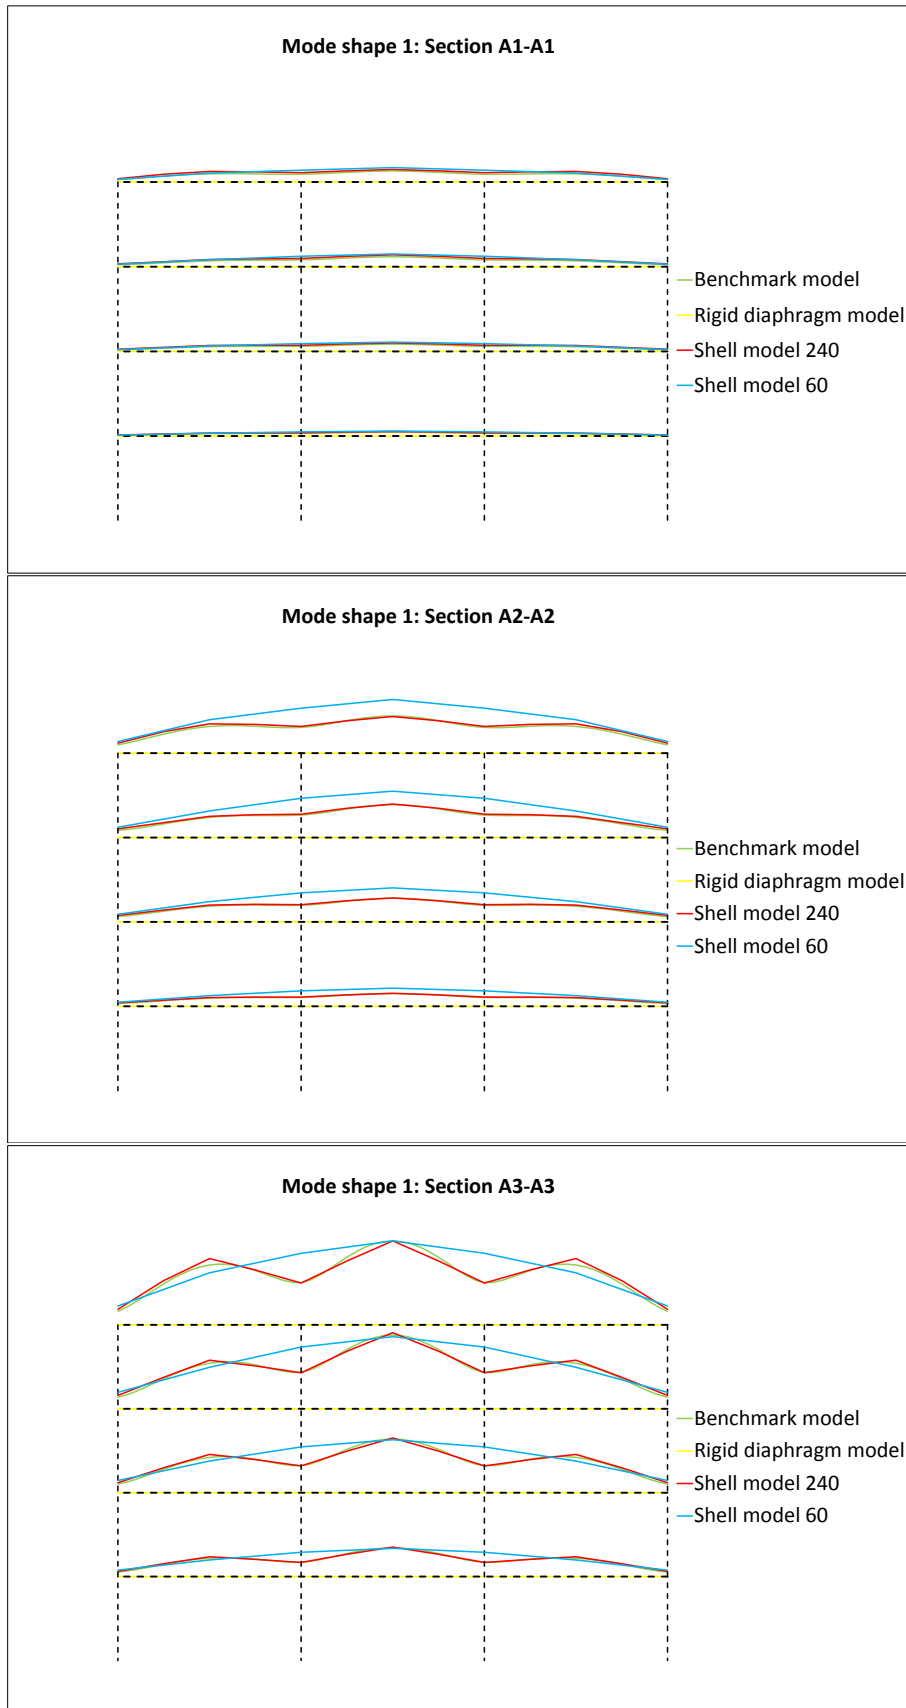 Mode shape 1: Section A1-A1
Benchmark model
Rigid diaphragm model
Shell model 240
Shell model 60
Mode shape 1: Section A2-A2
Benchmark model
Rigid diaphragm model
Shell model 240
Shell model 60
Mode shape 1: Section A3-A3
Benchmark model
Rigid diaphragm model
Shell model 240
Shell model 60